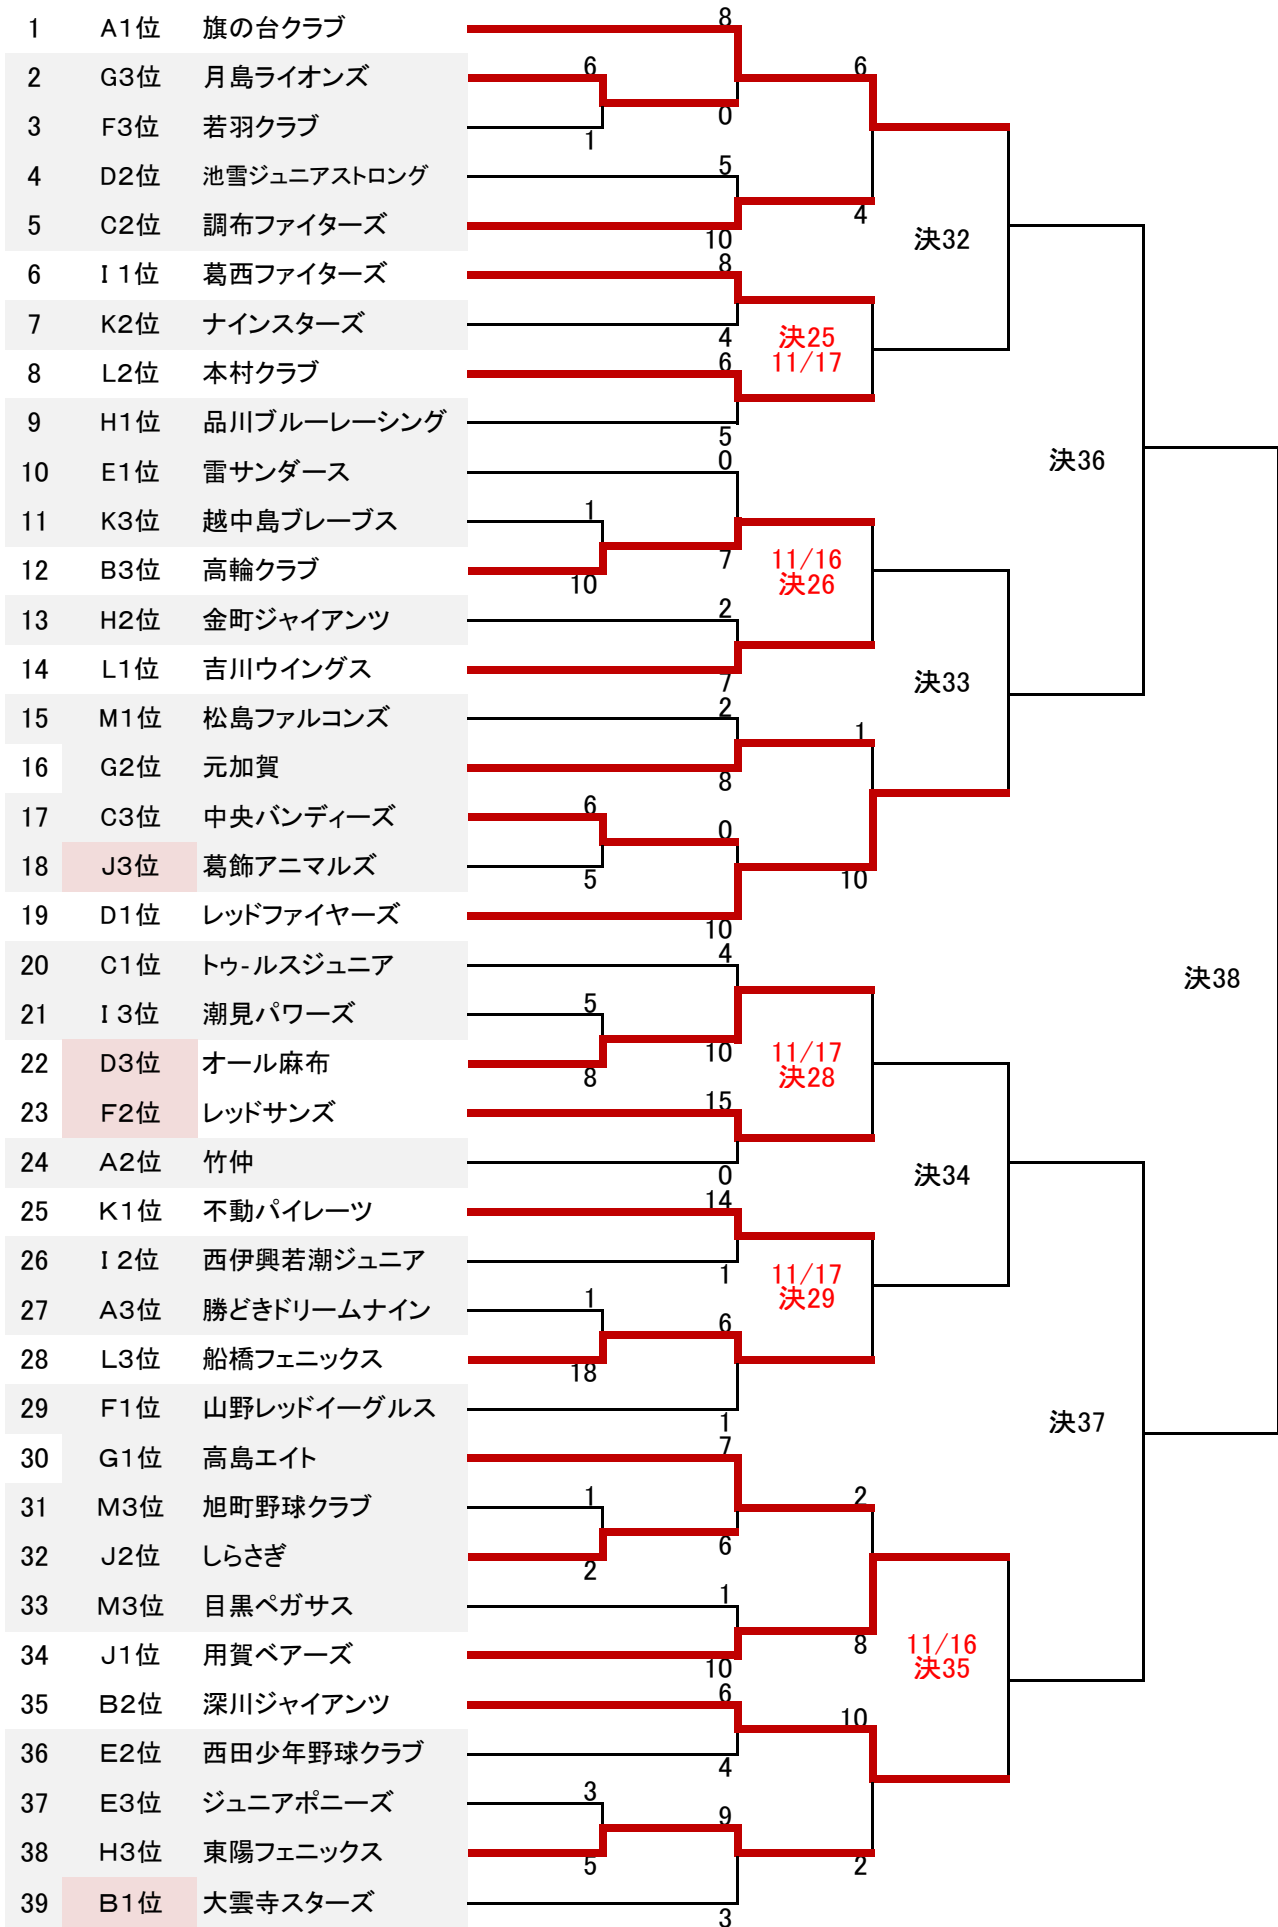 1 A1位 旗の台クラブ 8
2 G3位 月島ライオンズ 6 6
3 F3位 若羽クラブ 1 0
4 D2位 池雪ジュニアストロング 5
5 C2位 調布ファイターズ 10 4
決32
6 I 1位 葛西ファイターズ 8
7 K2位 ナインスターズ 4
決25
11/17
8 L2位 本村クラブ 6
9 H1位 品川ブルーレーシング 5
決36
10 E1位 雷サンダース 0
11 K3位 越中島ブレーブス 1
12 B3位 高輪クラブ 10 7
11/16
決26
13 H2位 金町ジャイアンツ 2
14 L1位 吉川ウイングス 7
決33
15 M1位 松島ファルコンズ 2 1
16 G2位 元加賀 8
17 C3位 中央バンディーズ 6 0
18 J3位 葛飾アニマルズ 5 10
19 D1位 レッドファイヤーズ 10
20 C1位 トゥ-ルスジュニア 4
決38
21 I 3位 潮見パワーズ 5
22 D3位 オール麻布 8 10
11/17
決28
23 F2位 レッドサンズ 15
24 A2位 竹仲 0
決34
25 K1位 不動パイレーツ 14
26 I 2位 西伊興若潮ジュニア 1
11/17
決29
27 A3位 勝どきドリームナイン 1 6
28 L3位 船橋フェニックス 18
29 F1位 山野レッドイーグルス 1
決37
30 G1位 高島エイト 7
31 M3位 旭町野球クラブ 1 2
32 J2位 しらさぎ 2 6
33 M3位 目黒ペガサス 1
34 J1位 用賀ベアーズ 10 8
11/16
決35
35 B2位 深川ジャイアンツ 6 10
36 E2位 西田少年野球クラブ 4
37 E3位 ジュニアポニーズ 3 9
38 H3位 東陽フェニックス 5 2
39 B1位 大雲寺スターズ 3